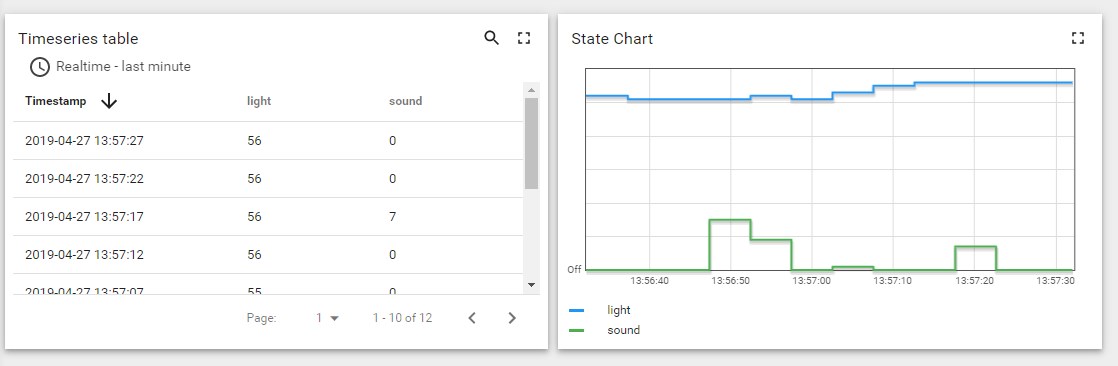 Timeseries table
Realtime - last minute
Timestamp light sound
2019-04-27 13:57:27 56 0
2019-04-27 13:57:22 56 0
2019-04-27 13:57:17 56 7
2019-04-27 13:57:12 56 0
2019-04-27 13:57:07 55 0
Page: 1 1 - 10 of 12
State Chart
Off
13:56:40 13:56:50 13:57:00 13:57:10 13:57:20 13:57:30
light
sound